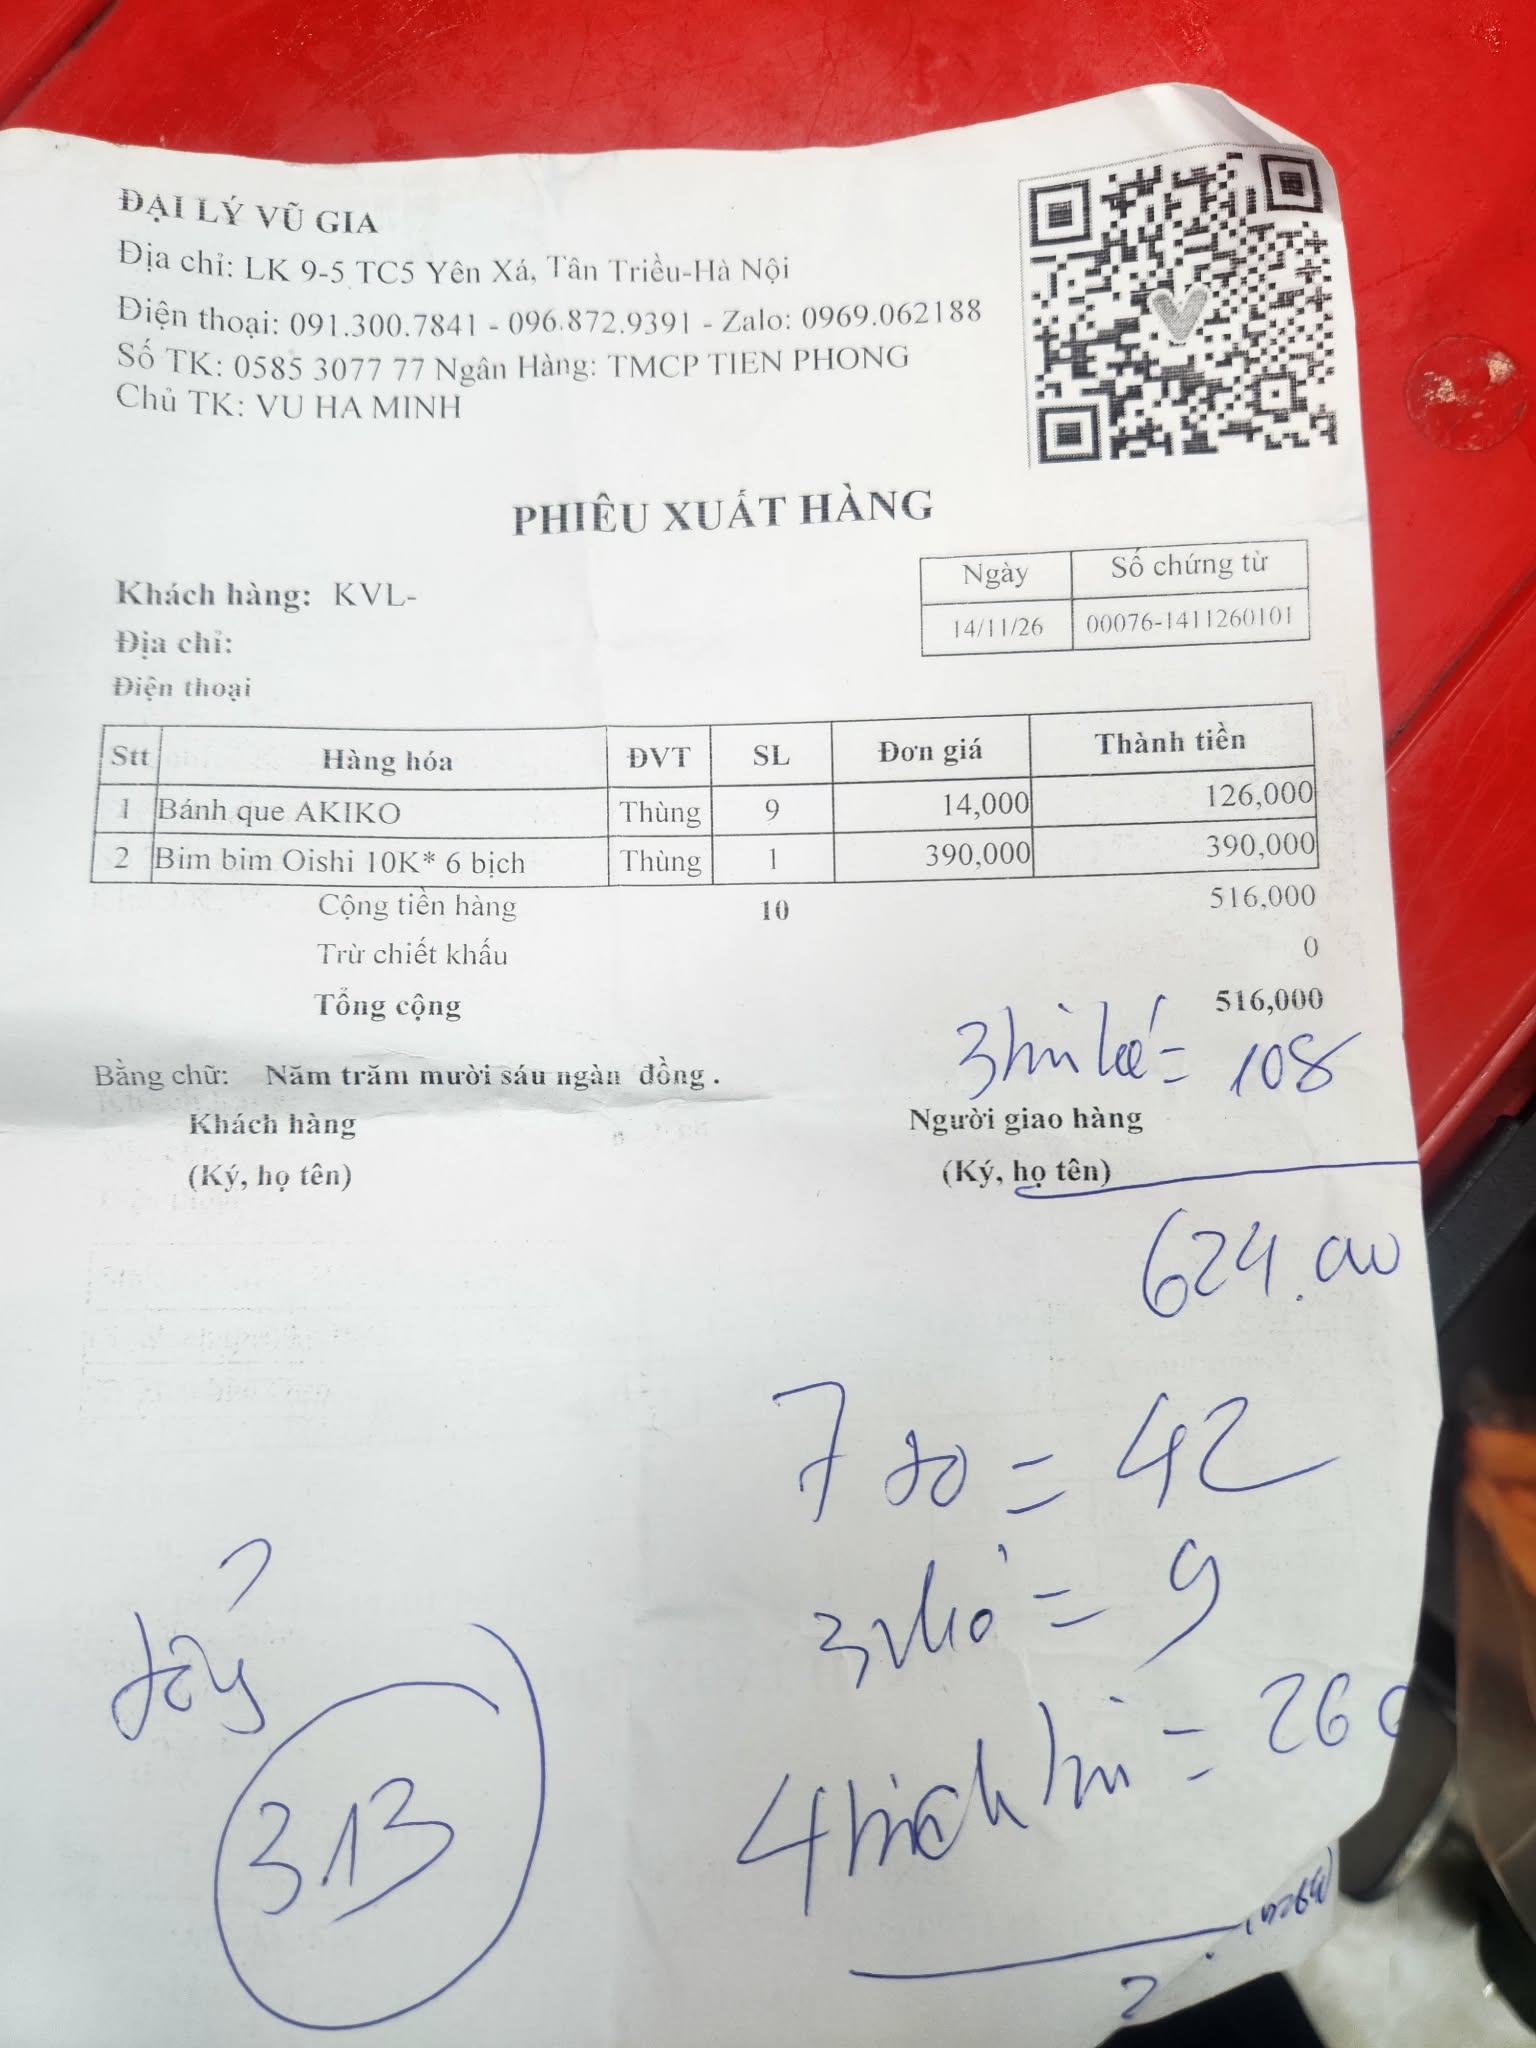 ĐẠI LÝ VŨ GIA
Địa chỉ: LK 9-5 TC5 Yên Xá, Tân Triều-Hà Nội
Điện thoại: 091.300.7841 - 096.872.9391 - Zalo: 0969.062188
Số TK: 0585 3077 77 Ngân Hàng: TMCP TIEN PHONG
Chủ TK: VU HA MINH
PHIẾU XUẤT HÀNG
Ngày Số chứng từ
14/11/26 00076-1411260101
Khách hàng: KVL-
Địa chỉ:
Điện thoại
Stt Hàng hóa ĐVT SL Đơn giá Thành tiền
1 Bánh que AKIKO Thùng 9 14,000 126,000
2 Bim bim Oishi 10K* 6 bịch Thùng 1 390,000 390,000
Cộng tiền hàng 10 516,000
Trừ chiết khấu 0
Tổng cộng 516,000
3 = 108
Bằng chữ: Năm trăm mười sáu ngàn đồng .
Khách hàng Người giao hàng
(Ký, họ tên) (Ký, họ tên)
624.000
7 = 42
3 = 9
4 = 260
313